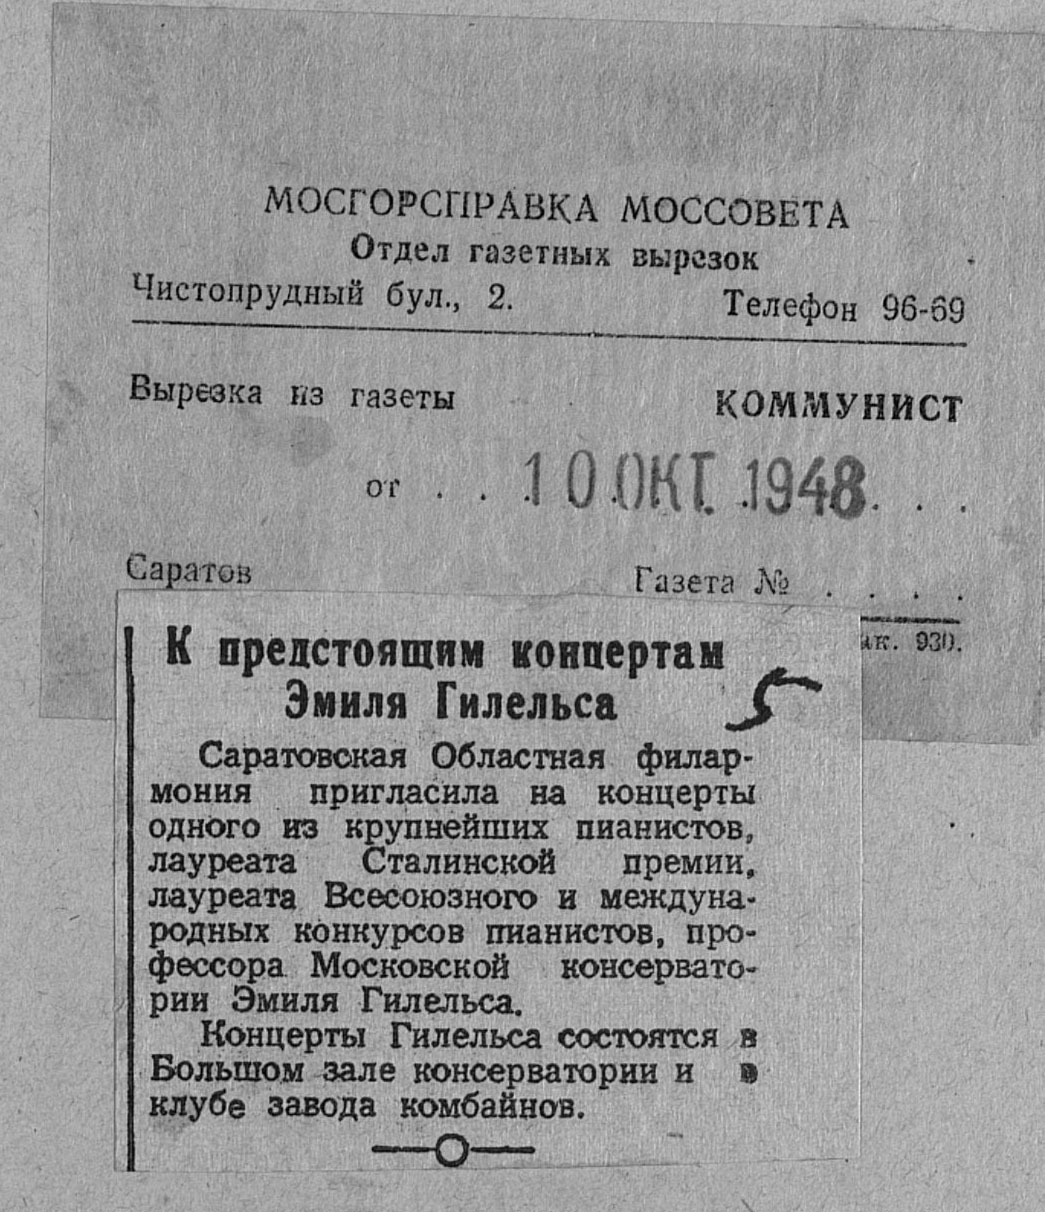 МОСГОРСПРАВКА МОССОВЕТА
Отдел газетных вырезок
Чистопрудный бул., 2. Телефон 96-69
Вырезка из газеты КОММУНИСТ
от . . 10 ОКТ. 1948 . . .
Саратов Газета № . . . .
ак. 930.
К предстоящим концертам
Эмиля Гилельса
5
Саратовская Областная филар-
мония пригласила на концерты
одного из крупнейших пианистов,
лауреата Сталинской премии,
лауреата Всесоюзного и междуна-
родных конкурсов пианистов, про-
фессора Московской консервато-
рии Эмиля Гилельса.
Концерты Гилельса состоятся в
Большом зале консерватории и в
клубе завода комбайнов.